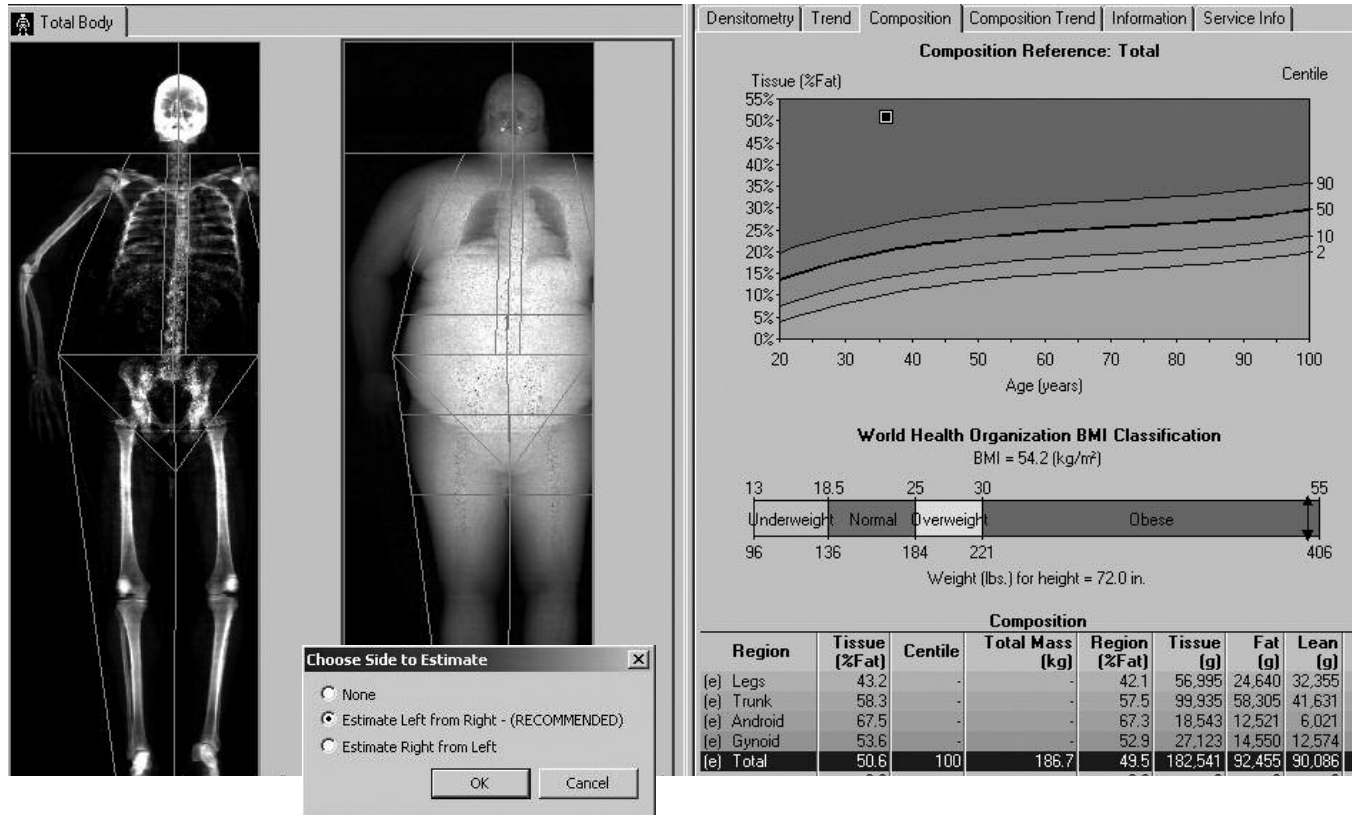 Total Body
Densitometry Trend Composition Composition Trend Information Service Info
Composition Reference: Total
Tissue (%Fat) Centile
55%
50%
45%
40%
35%
30%
25%
20%
15%
10%
5%
0%
90
50
10
2
20 30 40 50 60 70 80 90 100
Age (years)
World Health Organization BMI Classification
BMI = 54.2 (kg/m²)
13 18.5 25 30 55
Underweight Normal Overweight Obese
96 136 184 221 406
Weight (lbs.) for height = 72.0 in.
Composition
Region Tissue (%Fat) Centile Total Mass (kg) Region (%Fat) Tissue (g) Fat (g) Lean (g)
(e) Legs 43.2 - - 42.1 56,995 24,640 32,355
(e) Trunk 58.3 - - 57.5 99,935 58,305 41,631
(e) Android 67.5 - - 67.3 18,543 12,521 6,021
(e) Gynoid 53.6 - - 52.9 27,123 14,550 12,574
(e) Total 50.6 100 186.7 49.5 182,541 92,455 90,086
Choose Side to Estimate
None
Estimate Left from Right - (RECOMMENDED)
Estimate Right from Left
OK Cancel